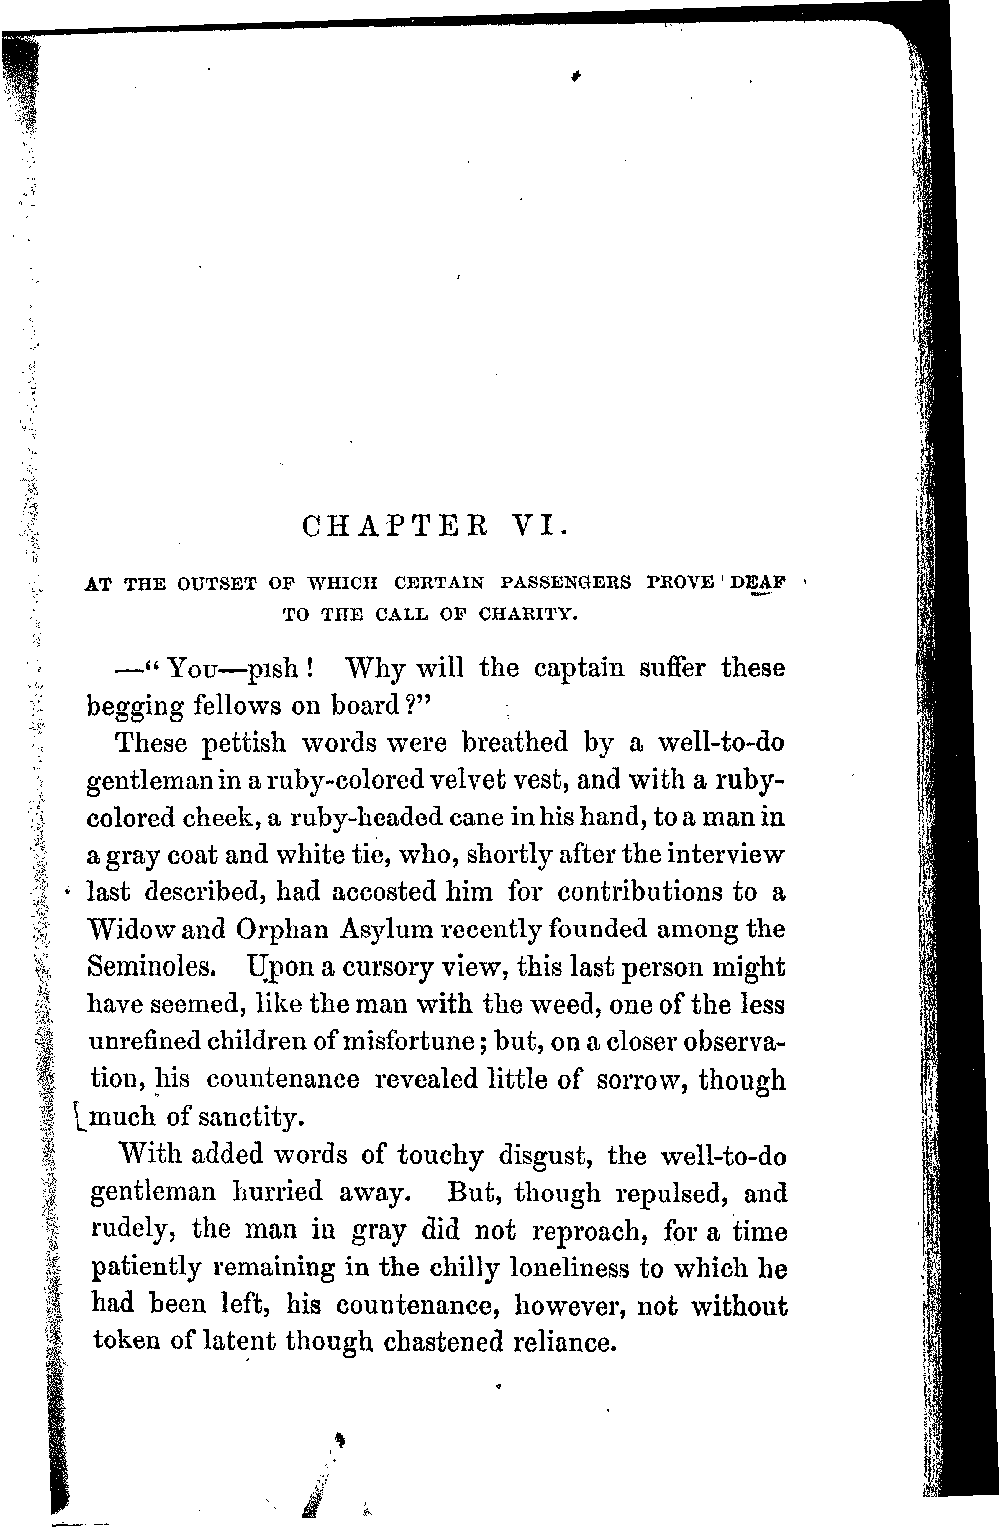 CHAPTER VI.
AT THE OUTSET OF WHICH CERTAIN PASSENGERS PROVE DEAF
TO THE CALL OF CHARITY.
—“ You—pish ! Why will the captain suffer these
begging fellows on board ?”
These pettish words were breathed by a well-to-do
gentleman in a ruby-colored velvet vest, and with a ruby-
colored cheek, a ruby-headed cane in his hand, to a man in
a gray coat and white tie, who, shortly after the interview
last described, had accosted him for contributions to a
Widow and Orphan Asylum recently founded among the
Seminoles. Upon a cursory view, this last person might
have seemed, like the man with the weed, one of the less
unrefined children of misfortune ; but, on a closer observa-
tion, his countenance revealed little of sorrow, though
much of sanctity.
With added words of touchy disgust, the well-to-do
gentleman hurried away. But, though repulsed, and
rudely, the man in gray did not reproach, for a time
patiently remaining in the chilly loneliness to which he
had been left, his countenance, however, not without
token of latent though chastened reliance.